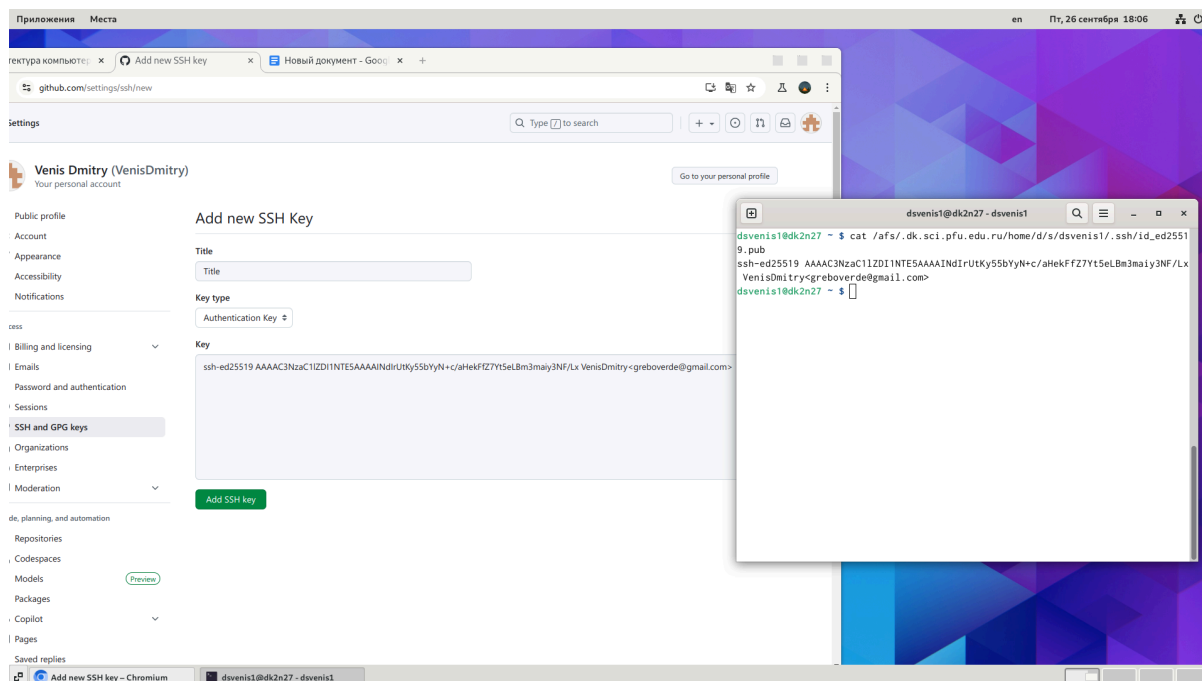 Приложения Места en Пт, 26 сентября 18:06
Add new SSH key × Новый документ - Goog × +
github.com/settings/ssh/new
Settings Type / to search
Venis Dmitry (VenisDmitry)
Your personal account
Go to your personal profile
Public profile
Account
Appearance
Accessibility
Notifications
Billing and licensing
Emails
Password and authentication
Sessions
SSH and GPG keys
Organizations
Enterprises
Moderation
de, planning, and automation
Repositories
Codespaces
Models Preview
Packages
Copilot
Pages
Saved replies
Add new SSH Key
Title
Title
Key type
Authentication Key
Key
ssh-ed25519 AAAAC3NzaC1lZDI1NTE5AAAAINdIrUtKy55bYyN+c/aHekFfZ7Yt5eLBm3maiy3NF/Lx VenisDmitry<greboverde@gmail.com>
Add SSH key
dsvenis1@dk2n27 - dsvenis1
dsvenis1@dk2n27 ~ $ cat /afs/.dk.sci.pfu.edu.ru/home/d/s/dsvenis1/.ssh/id_ed2551
9.pub
ssh-ed25519 AAAAC3NzaC1lZDI1NTE5AAAAINdIrUtKy55bYyN+c/aHekFfZ7Yt5eLBm3maiy3NF/Lx
VenisDmitry<greboverde@gmail.com>
dsvenis1@dk2n27 ~ $
Add new SSH key – Chromium dsvenis1@dk2n27 - dsvenis1